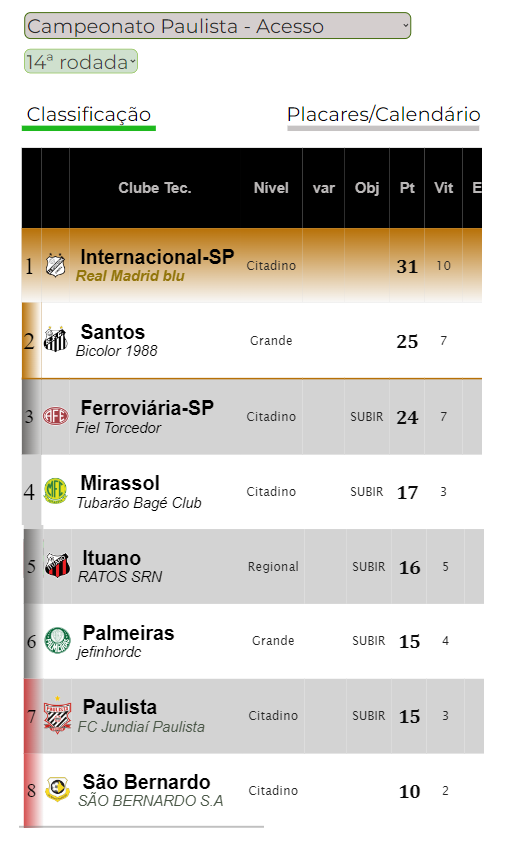 Campeonato Paulista - Acesso
14ª rodada
Classificação Placares/Calendário
Clube Tec. Nível var Obj Pt Vit E
1 Internacional-SP Citadino 31 10
Real Madrid blu
2 Santos Grande 25 7
Bicolor 1988
3 Ferroviária-SP Citadino SUBIR 24 7
Fiel Torcedor
4 Mirassol Citadino SUBIR 17 3
Tubarão Bagé Club
5 Ituano Regional SUBIR 16 5
RATOS SRN
6 Palmeiras Grande SUBIR 15 4
jefinhordc
7 Paulista Citadino SUBIR 15 3
FC Jundiaí Paulista
8 São Bernardo Citadino 10 2
SÃO BERNARDO S.A